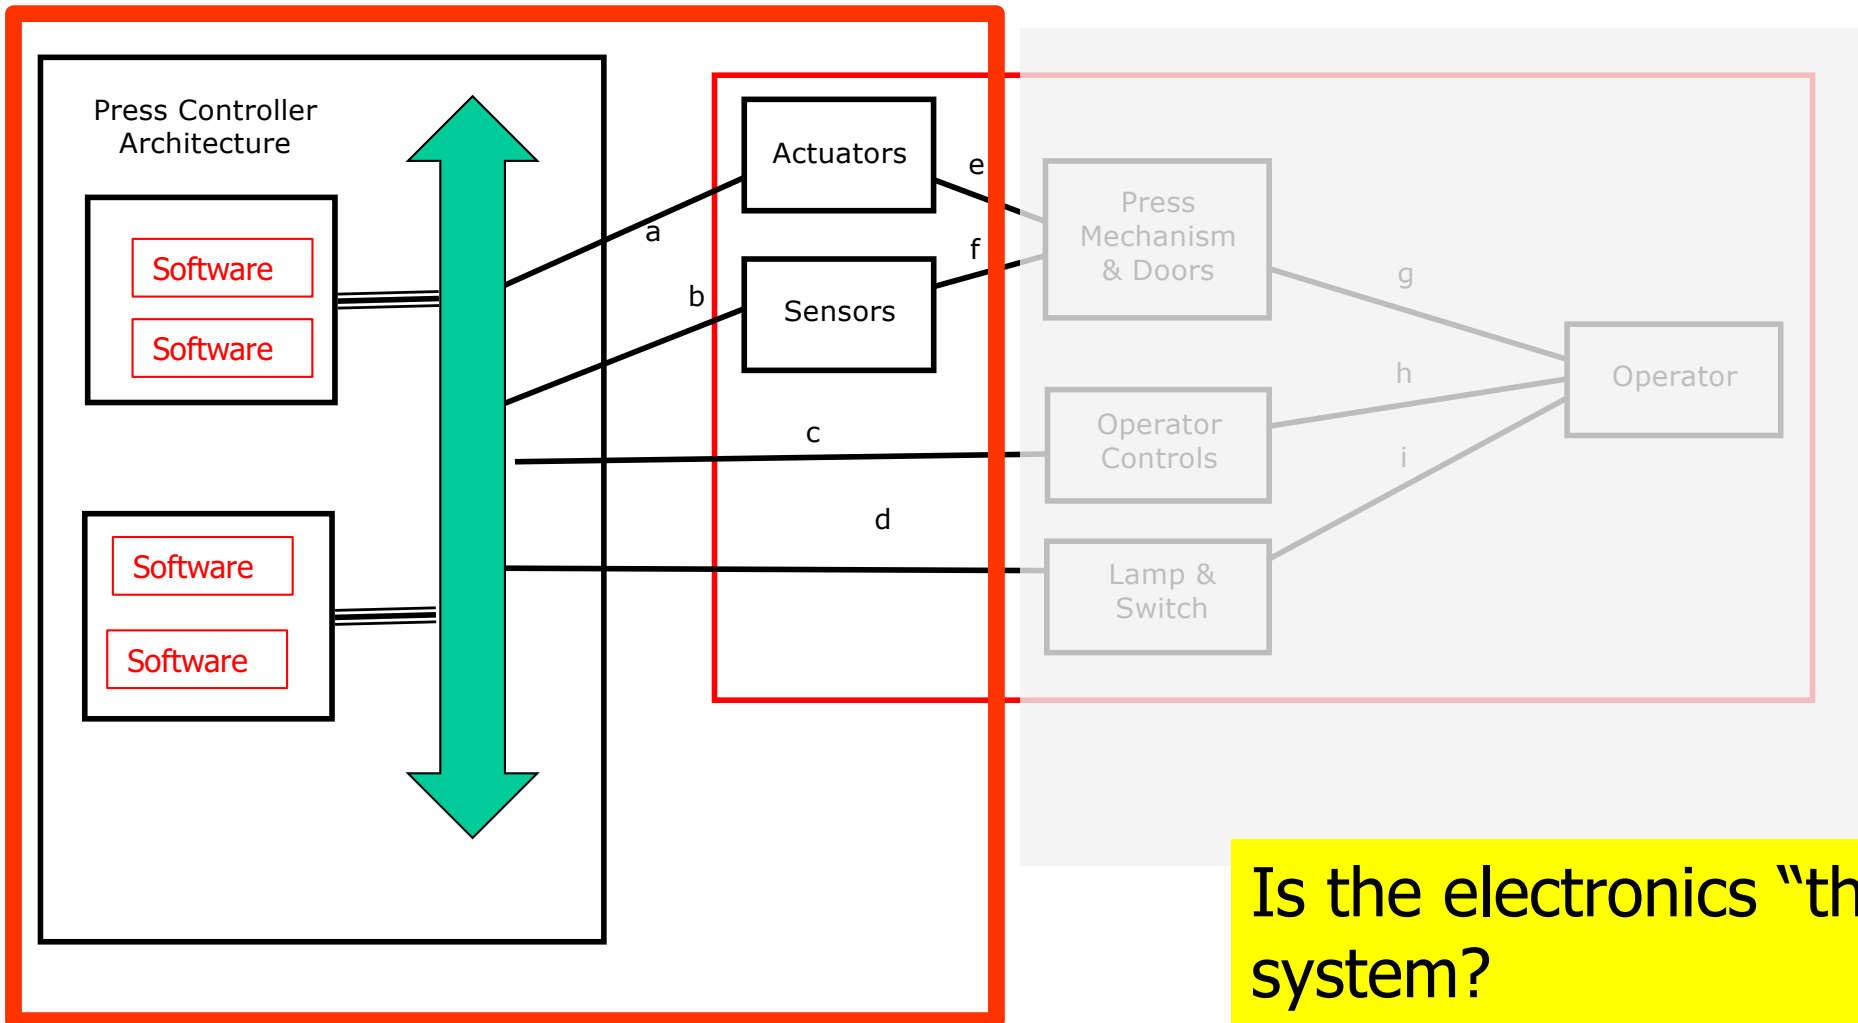 Press Controller
Architecture
Software
Software
Software
Software
a
b
c
d
Actuators
Sensors
e
f
Press
Mechanism
& Doors
Operator
Controls
Lamp &
Switch
g
h
i
Operator
Is the electronics “th
system?